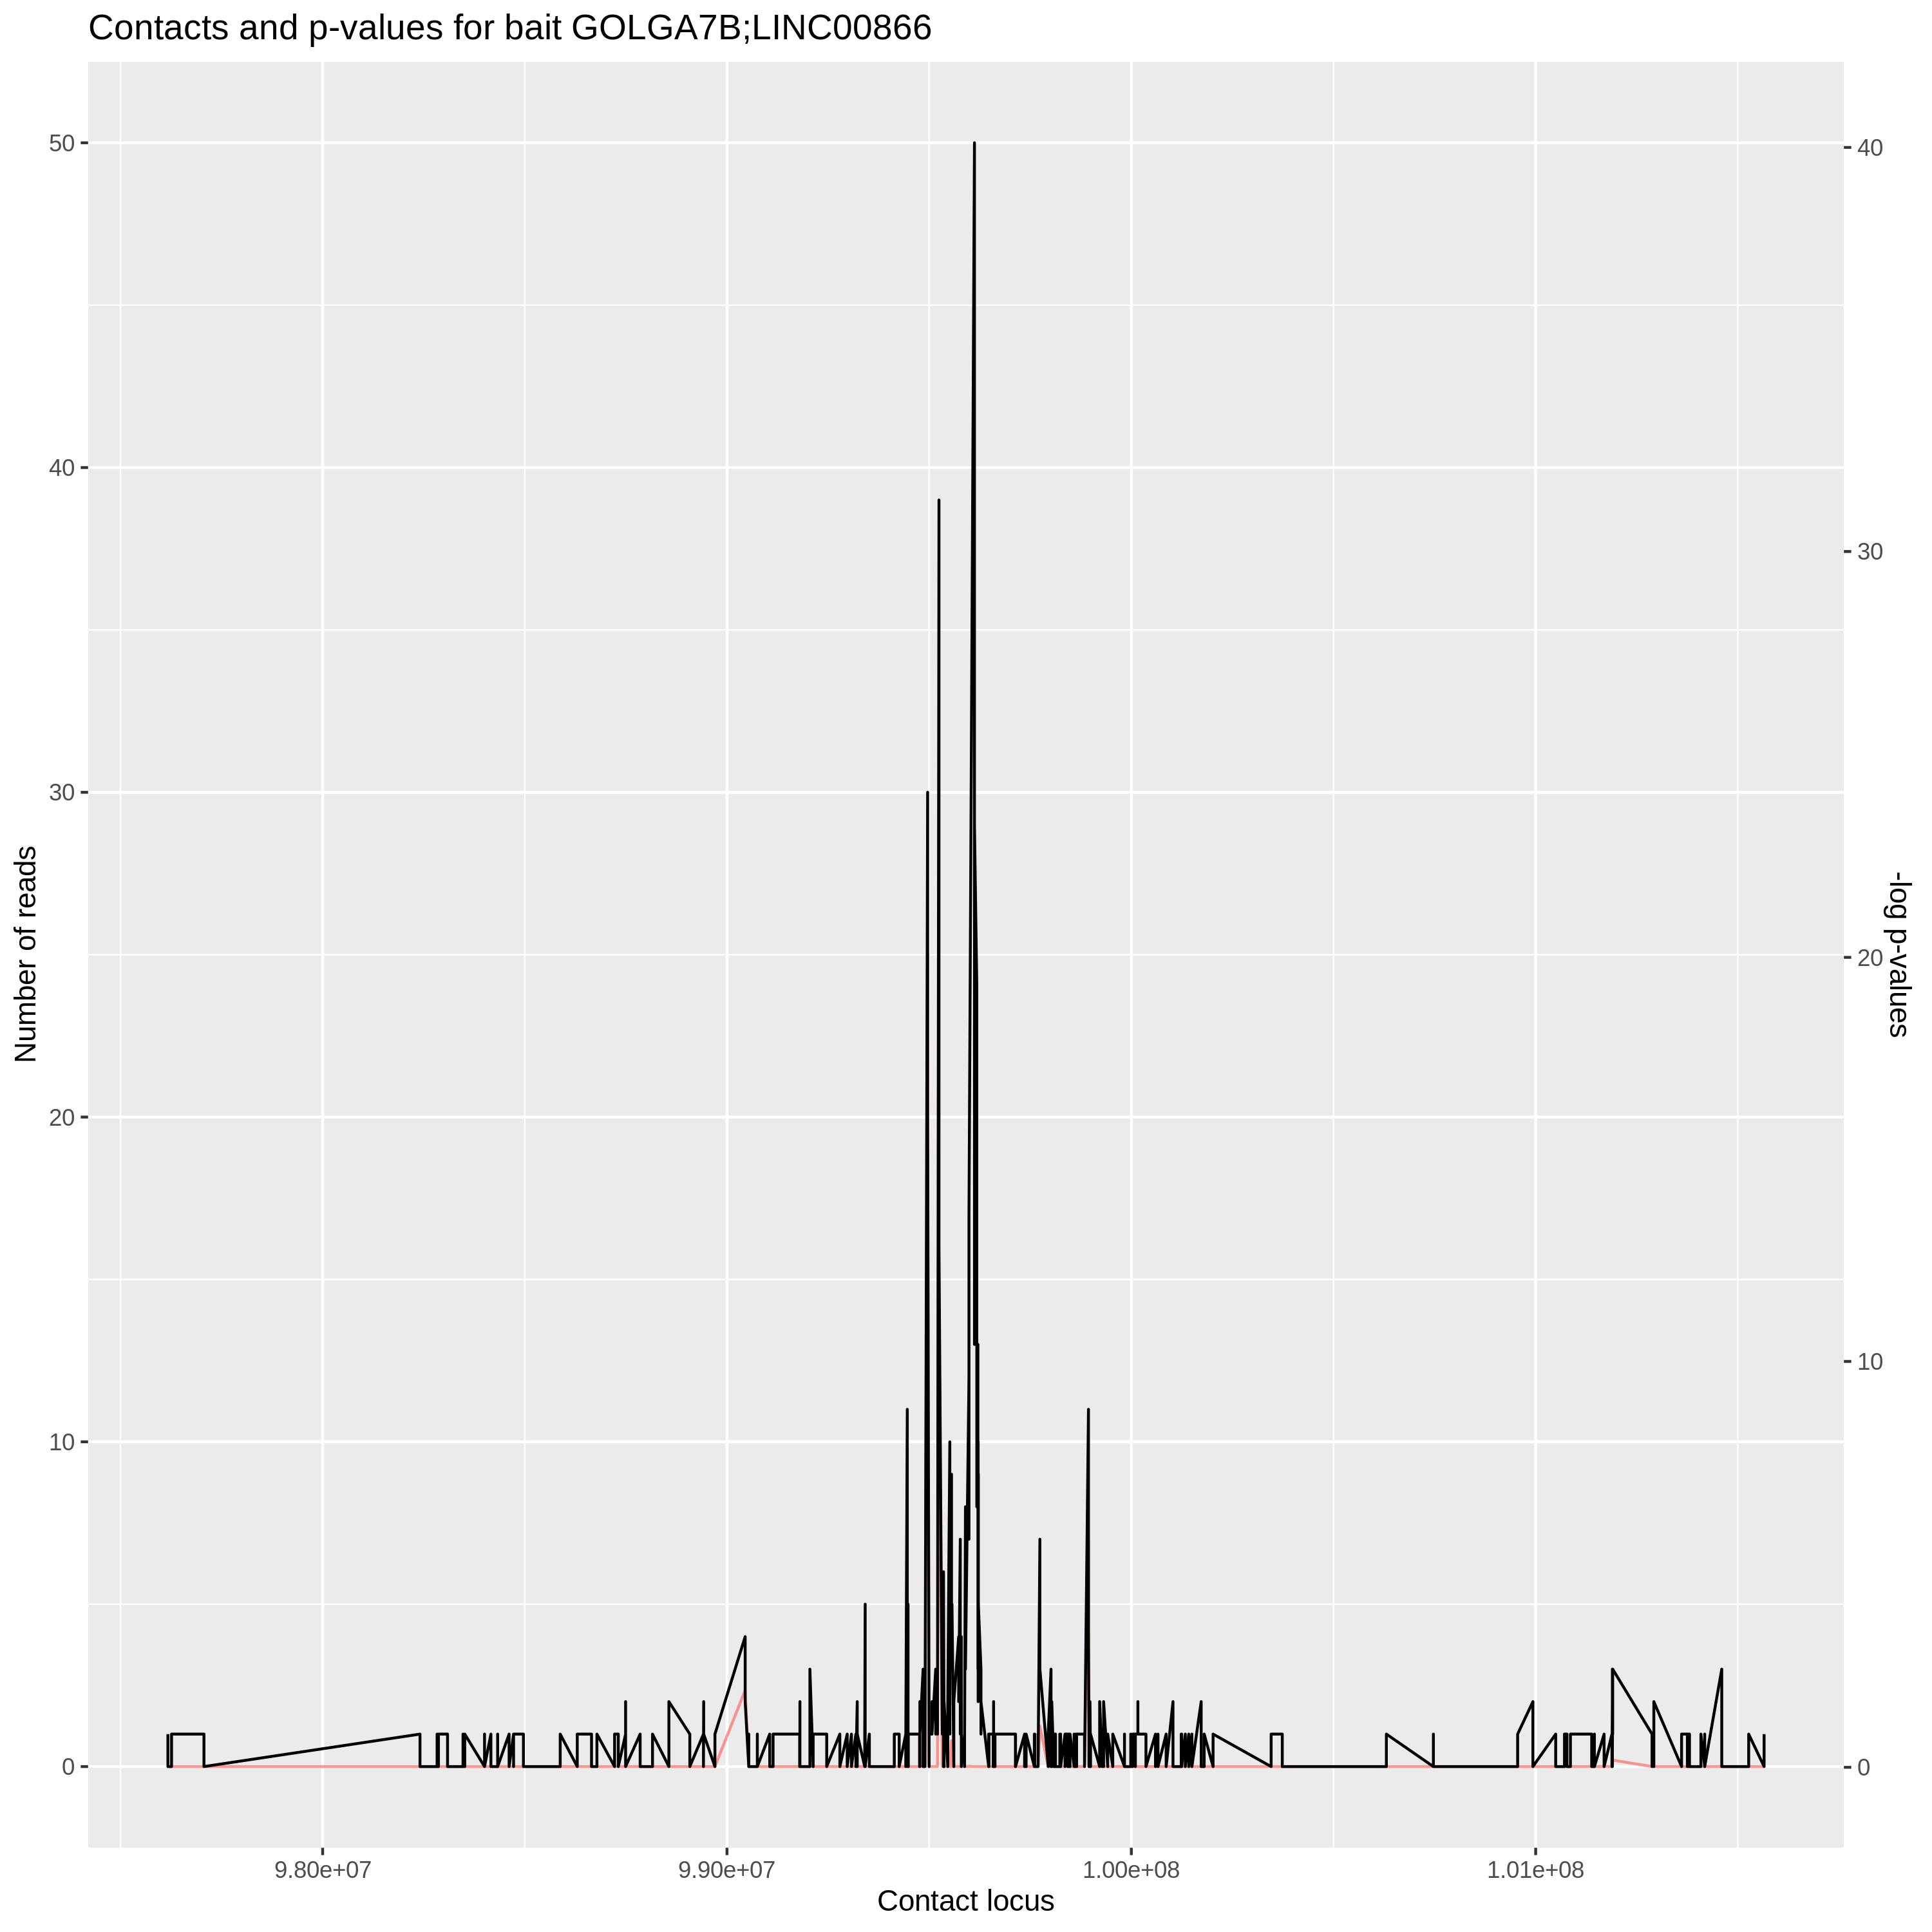 Contacts and p-values for bait GOLGA7B;LINC00866
50
40
30
20
10
0
Number of reads
40
30
20
10
0
-log p-values
9.80e+07 9.90e+07 1.00e+08 1.01e+08
Contact locus